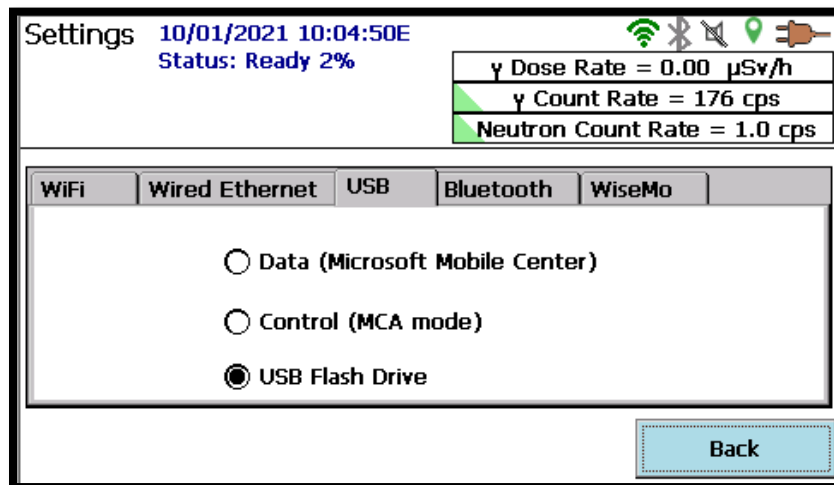 Settings
10/01/2021 10:04:50E
Status: Ready 2%
γ Dose Rate = 0.00 µSv/h
γ Count Rate = 176 cps
Neutron Count Rate = 1.0 cps
WiFi
Wired Ethernet
USB
Bluetooth
WiseMo
Data (Microsoft Mobile Center)
Control (MCA mode)
USB Flash Drive
Back